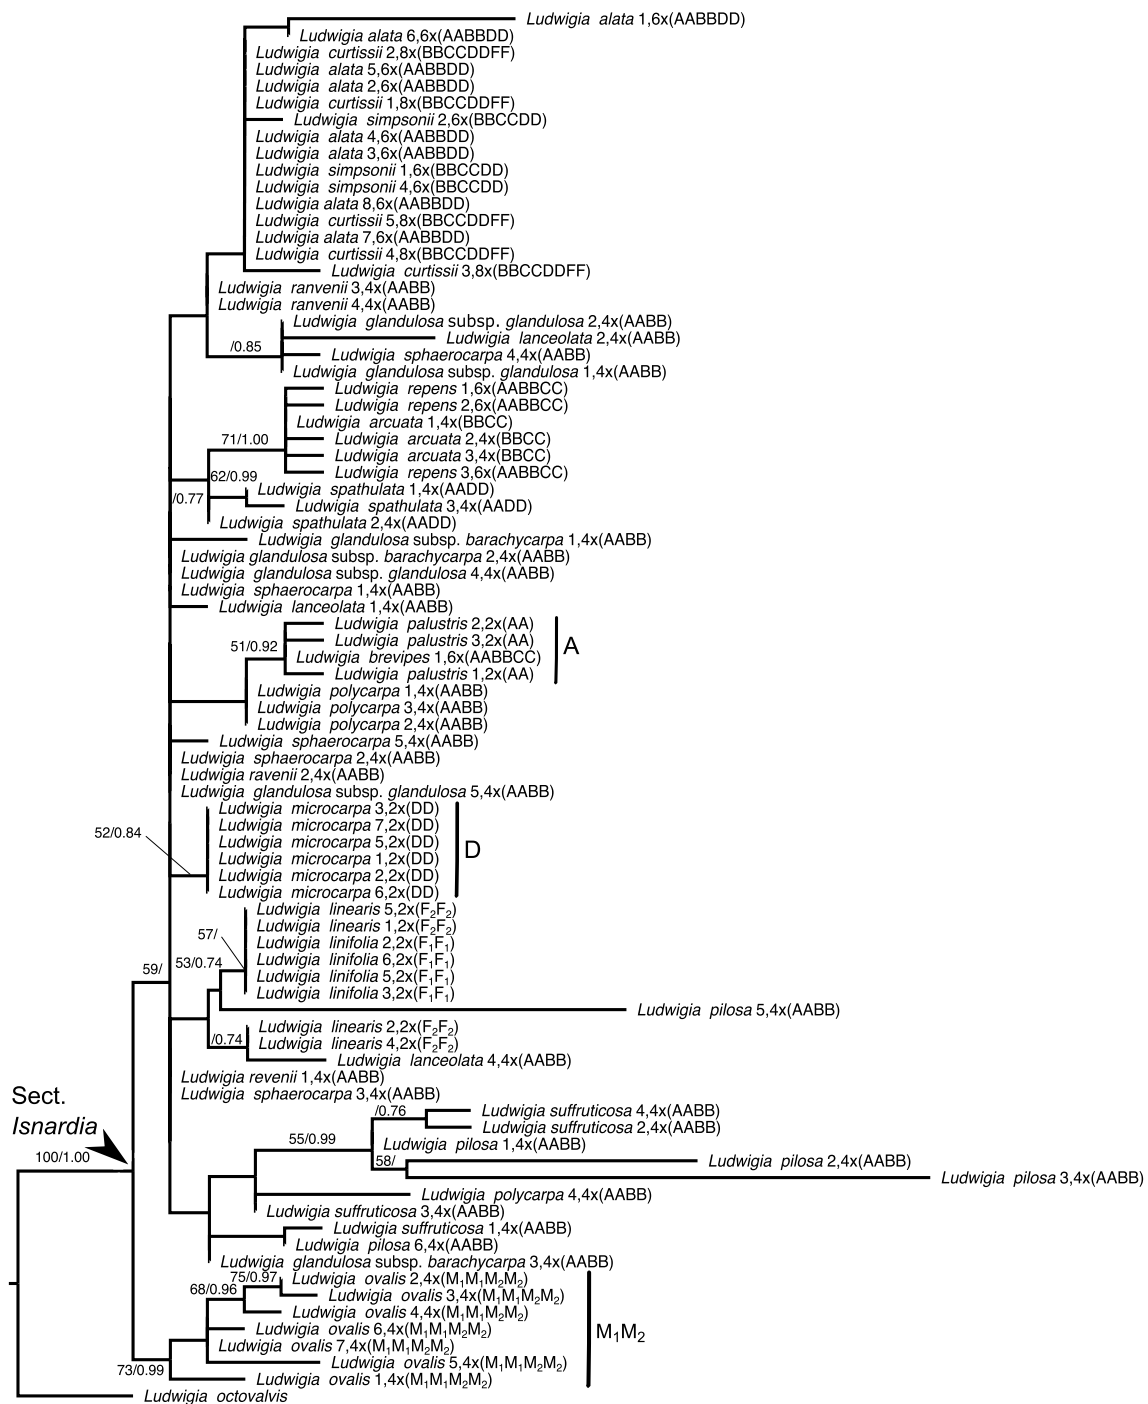 Ludwigia alata 1,6x(AABBDD)
Ludwigia alata 6,6x(AABBDD)
Ludwigia curtissii 2,8x(BBCCDDFF)
Ludwigia alata 5,6x(AABBDD)
Ludwigia alata 2,6x(AABBDD)
Ludwigia curtissii 1,8x(BBCCDDFF)
Ludwigia simpsonii 2,6x(BBCCDD)
Ludwigia alata 4,6x(AABBDD)
Ludwigia alata 3,6x(AABBDD)
Ludwigia simpsonii 1,6x(BBCCDD)
Ludwigia simpsonii 4,6x(BBCCDD)
Ludwigia alata 8,6x(AABBDD)
Ludwigia curtissii 5,8x(BBCCDDFF)
Ludwigia alata 7,6x(AABBDD)
Ludwigia curtissii 4,8x(BBCCDDFF)
Ludwigia curtissii 3,8x(BBCCDDFF)
Ludwigia ranvenii 3,4x(AABB)
Ludwigia ranvenii 4,4x(AABB)
Ludwigia glandulosa subsp. glandulosa 2,4x(AABB)
Ludwigia lanceolata 2,4x(AABB)
/0.85
Ludwigia sphaerocarpa 4,4x(AABB)
Ludwigia glandulosa subsp. glandulosa 1,4x(AABB)
Ludwigia repens 1,6x(AABBCC)
Ludwigia repens 2,6x(AABBCC)
Ludwigia arcuata 1,4x(BBCC)
71/1.00
Ludwigia arcuata 2,4x(BBCC)
Ludwigia arcuata 3,4x(BBCC)
Ludwigia repens 3,6x(AABBCC)
62/0.99
Ludwigia spathulata 1,4x(AADD)
/0.77
Ludwigia spathulata 3,4x(AADD)
Ludwigia spathulata 2,4x(AADD)
Ludwigia glandulosa subsp. barachycarpa 1,4x(AABB)
Ludwigia glandulosa subsp. barachycarpa 2,4x(AABB)
Ludwigia glandulosa subsp. glandulosa 4,4x(AABB)
Ludwigia sphaerocarpa 1,4x(AABB)
Ludwigia lanceolata 1,4x(AABB)
Ludwigia palustris 2,2x(AA)
Ludwigia palustris 3,2x(AA)
51/0.92
A
Ludwigia brevipes 1,6x(AABBCC)
Ludwigia palustris 1,2x(AA)
Ludwigia polycarpa 1,4x(AABB)
Ludwigia polycarpa 3,4x(AABB)
Ludwigia polycarpa 2,4x(AABB)
Ludwigia sphaerocarpa 5,4x(AABB)
Ludwigia sphaerocarpa 2,4x(AABB)
Ludwigia ravenii 2,4x(AABB)
Ludwigia glandulosa subsp. glandulosa 5,4x(AABB)
Ludwigia microcarpa 3,2x(DD)
Ludwigia microcarpa 7,2x(DD)
52/0.84
Ludwigia microcarpa 5,2x(DD)
D
Ludwigia microcarpa 1,2x(DD)
Ludwigia microcarpa 2,2x(DD)
Ludwigia microcarpa 6,2x(DD)
Ludwigia linearis 5,2x(F₂F₂)
Ludwigia linearis 1,2x(F₂F₂)
57/
Ludwigia linifolia 2,2x(F₁F₁)
Ludwigia linifolia 6,2x(F₁F₁)
59/
53/0.74
Ludwigia linifolia 5,2x(F₁F₁)
Ludwigia linifolia 3,2x(F₁F₁)
Ludwigia pilosa 5,4x(AABB)
Ludwigia linearis 2,2x(F₂F₂)
/0.74
Ludwigia linearis 4,2x(F₂F₂)
Ludwigia lanceolata 4,4x(AABB)
Ludwigia revenii 1,4x(AABB)
Ludwigia sphaerocarpa 3,4x(AABB)
Sect.
Isnardia
/0.76
Ludwigia suffruticosa 4,4x(AABB)
Ludwigia suffruticosa 2,4x(AABB)
55/0.99
Ludwigia pilosa 1,4x(AABB)
100/1.00
58/
Ludwigia pilosa 2,4x(AABB)
Ludwigia pilosa 3,4x(AABB)
Ludwigia polycarpa 4,4x(AABB)
Ludwigia suffruticosa 3,4x(AABB)
Ludwigia suffruticosa 1,4x(AABB)
Ludwigia pilosa 6,4x(AABB)
Ludwigia glandulosa subsp. barachycarpa 3,4x(AABB)
75/0.97
Ludwigia ovalis 2,4x(M₁M₁M₂M₂)
68/0.96
Ludwigia ovalis 3,4x(M₁M₁M₂M₂)
Ludwigia ovalis 4,4x(M₁M₁M₂M₂)
Ludwigia ovalis 6,4x(M₁M₁M₂M₂)
M₁M₂
Ludwigia ovalis 7,4x(M₁M₁M₂M₂)
Ludwigia ovalis 5,4x(M₁M₁M₂M₂)
73/0.99
Ludwigia ovalis 1,4x(M₁M₁M₂M₂)
Ludwigia octovalvis